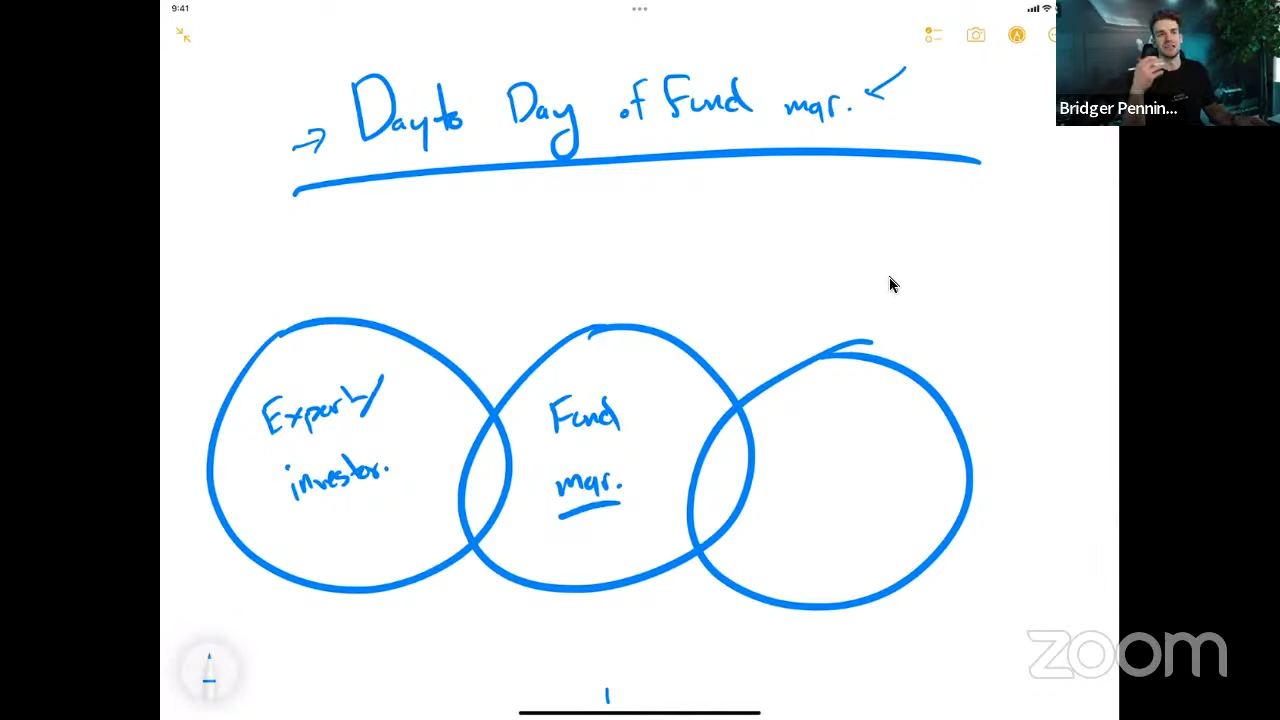 9:41
→ Day to Day of Fund mgr. ↙
Bridger Pennin...
Expert/
investor.
Fund
mgr.
zoom